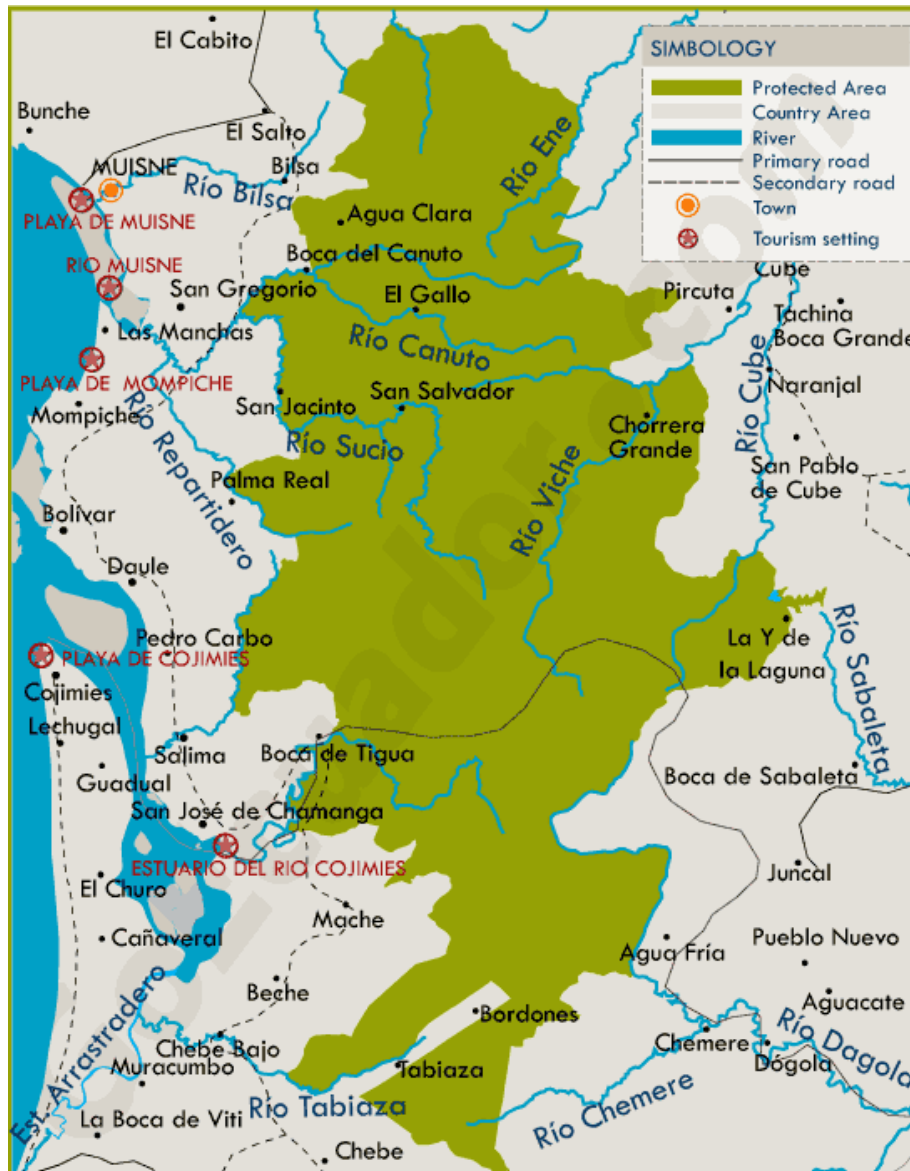 El Cabito
SIMBOLOGY
Protected Area
Country Area
River
Primary road
Secondary road
Town
Tourism setting
Bunche
El Salto
Río Ene
MUISNE
Bilsa
Río Bilsa
PLAYA DE MUISNE
Agua Clara
RIO MUISNE
Boca del Canuto
Cube
San Gregorio
El Gallo
Pircuta
Tachina
Boca Grande
Las Manchas
Río Canuto
Río Cube
PLAYA DE MOMPICHE
San Salvador
Naranjal
Mompiche
San Jacinto
Río Repartidero
Río Sucio
Chorrera
Grande
San Pablo
de Cube
Palma Real
Río Viche
Bolívar
Daule
Pedro Carbo
La Y de
la Laguna
Río Sabaleta
PLAYA DE COJIMIES
Cojimies
Lechugal
Salima
Boca de Tigua
Guadual
Boca de Sabaleta
San José de Chamanga
ESTUARIO DEL RIO COJIMIES
El Churo
Juncal
Mache
Cañaveral
Agua Fría
Pueblo Nuevo
Est. Arrastradero
Beche
Aguacate
Bordones
Río Dagola
Chebe Bajo
Chemere
Dógola
Muracumbo
Tabiaza
Río Tabiaza
Río Chemere
La Boca de Viti
Chebe